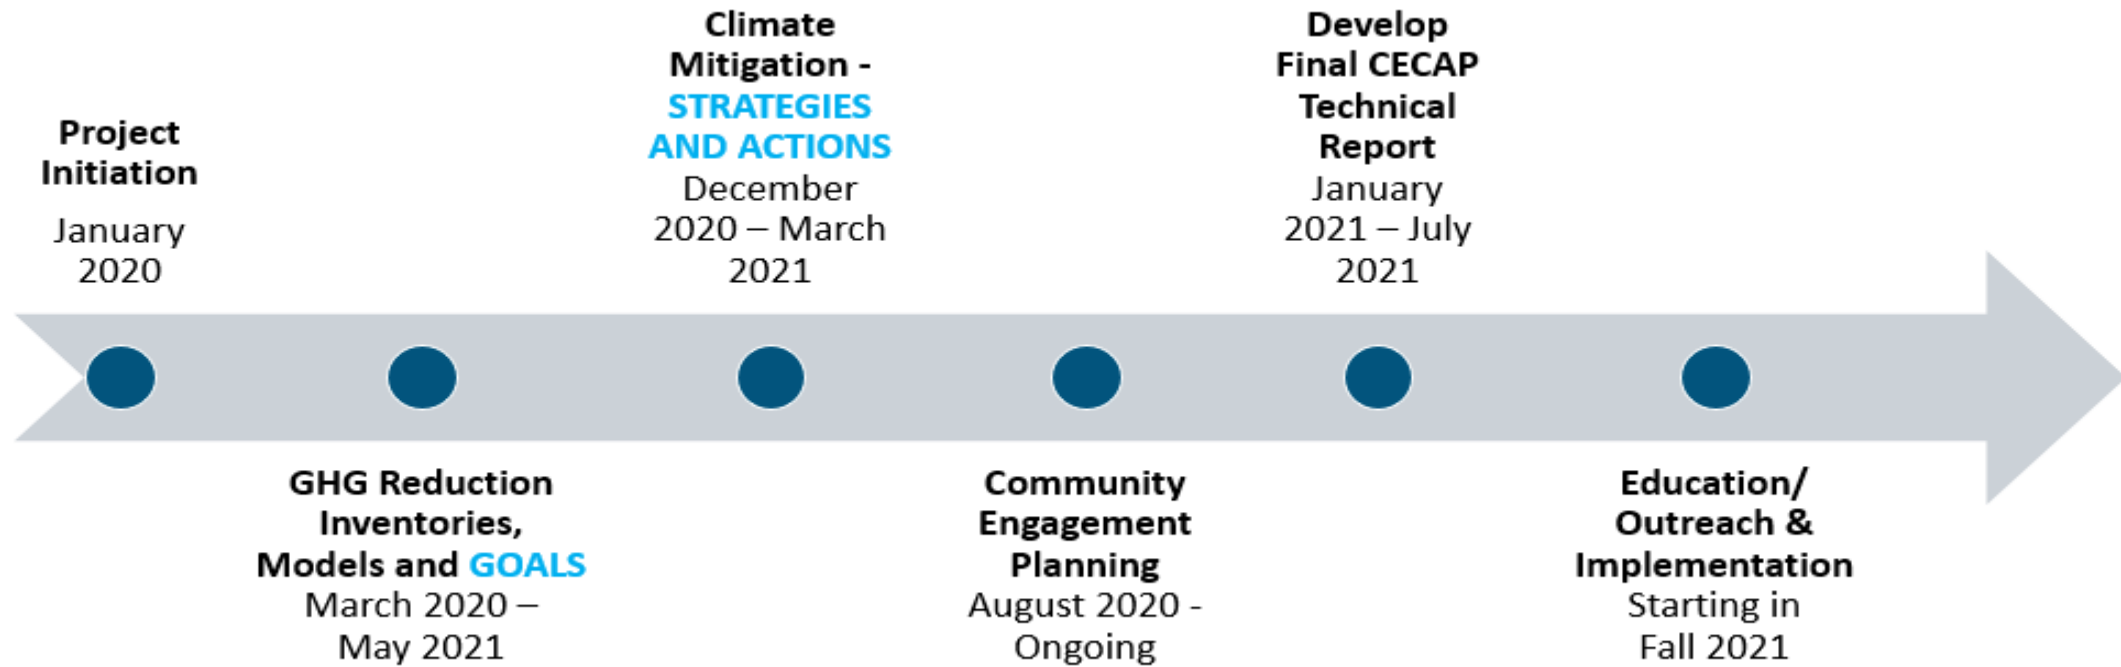 Project
Initiation
January
2020
GHG Reduction
Inventories,
Models and GOALS
March 2020 –
May 2021
Climate
Mitigation -
STRATEGIES
AND ACTIONS
December
2020 – March
2021
Community
Engagement
Planning
August 2020 -
Ongoing
Develop
Final CECAP
Technical
Report
January
2021 – July
2021
Education/
Outreach &
Implementation
Starting in
Fall 2021